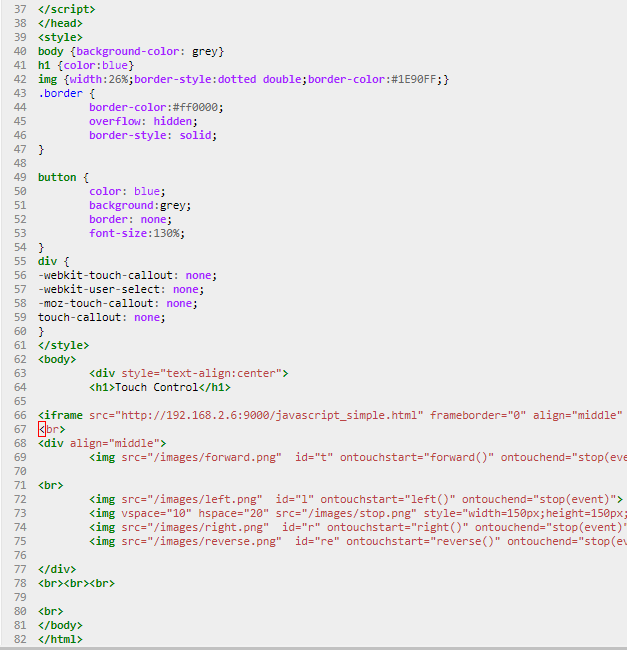 37 </script>
38 </head>
39 <style>
40 body {background-color: grey}
41 h1 {color:blue}
42 img {width:26%;border-style:dotted double;border-color:#1E90FF;}
43 .border {
44 border-color:#ff0000;
45 overflow: hidden;
46 border-style: solid;
47 }
48
49 button {
50 color: blue;
51 background:grey;
52 border: none;
53 font-size:130%;
54 }
55 div {
56 -webkit-touch-callout: none;
57 -webkit-user-select: none;
58 -moz-touch-callout: none;
59 touch-callout: none;
60 }
61 </style>
62 <body>
63 <div style="text-align:center">
64 <h1>Touch Control</h1>
65
66 <iframe src="http://192.168.2.6:9000/javascript_simple.html" frameborder="0" align="middle"
67 <br>
68 <div align="middle">
69 <img src="/images/forward.png" id="t" ontouchstart="forward()" ontouchend="stop(eve
70
71 <br>
72 <img src="/images/left.png" id="l" ontouchstart="left()" ontouchend="stop(event)">
73 <img vspace="10" hspace="20" src="/images/stop.png" style="width=150px;height=150px;
74 <img src="/images/right.png" id="r" ontouchstart="right()" ontouchend="stop(event)"
75 <img src="/images/reverse.png" id="re" ontouchstart="reverse()" ontouchend="stop(ev
76
77 </div>
78 <br><br><br>
79
80 <br>
81 </body>
82 </html>